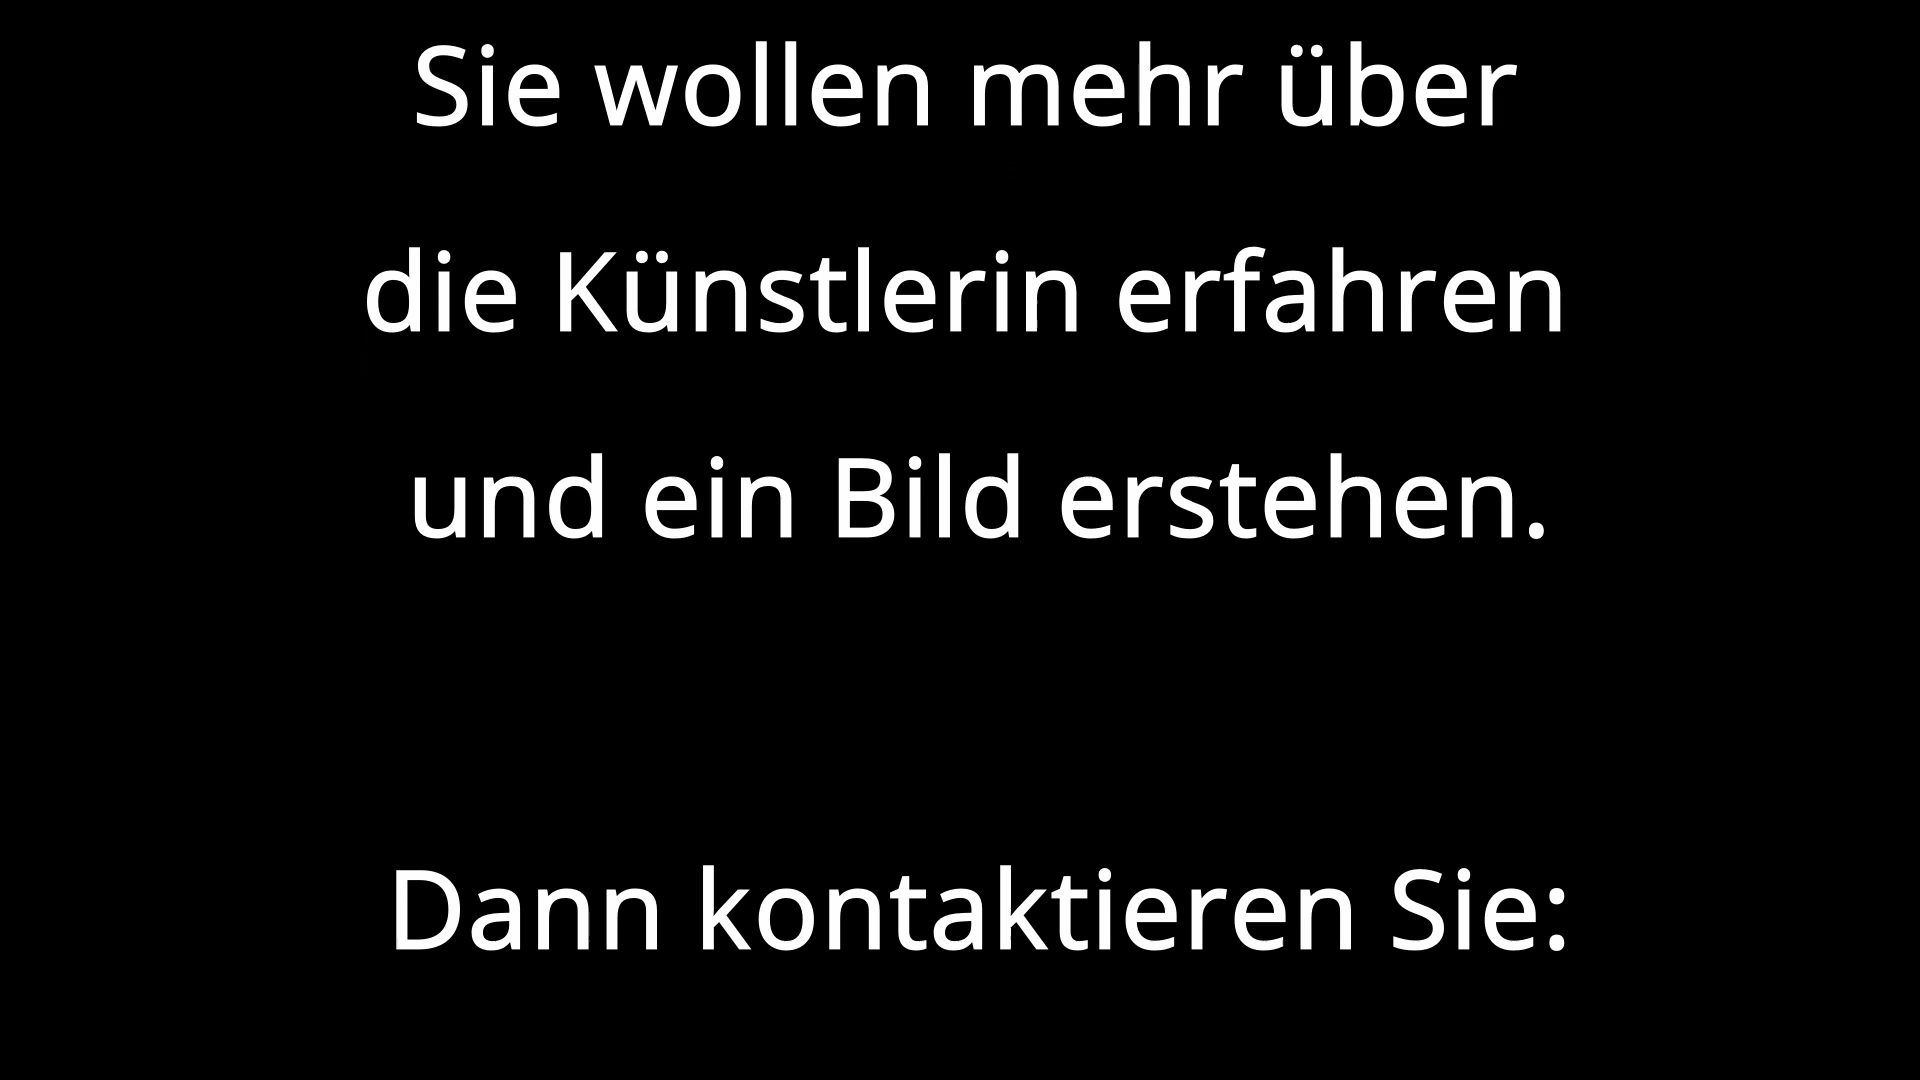 Sie wollen mehr über
die Künstlerin erfahren
und ein Bild erstehen.
Dann kontaktieren Sie: